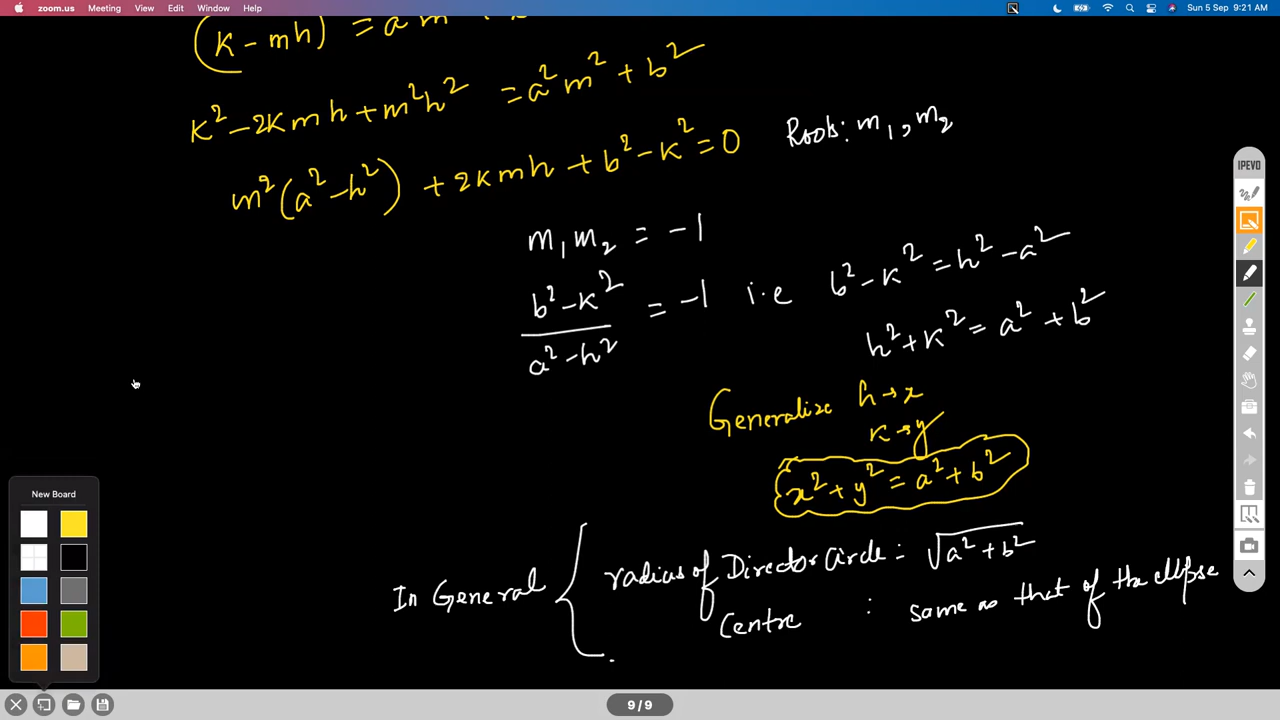 zoom.us Meeting View Edit Window Help Sun 5 Sep 9:21 AM
(k - mh) = a m
k² - 2kmh + m²h² = a²m² + b²
m²(a² - h²) + 2kmh + b² - k² = 0 Roots: m₁, m₂
m₁m₂ = -1
(b² - k²)/(a² - h²) = -1 i.e b² - k² = h² - a²
h² + k² = a² + b²
Generalize h → x
k → y
x² + y² = a² + b²
In General { radius of Director Circle : √(a² + b²)
Centre : same as that of the ellipse
IPEVO
New Board
9/9